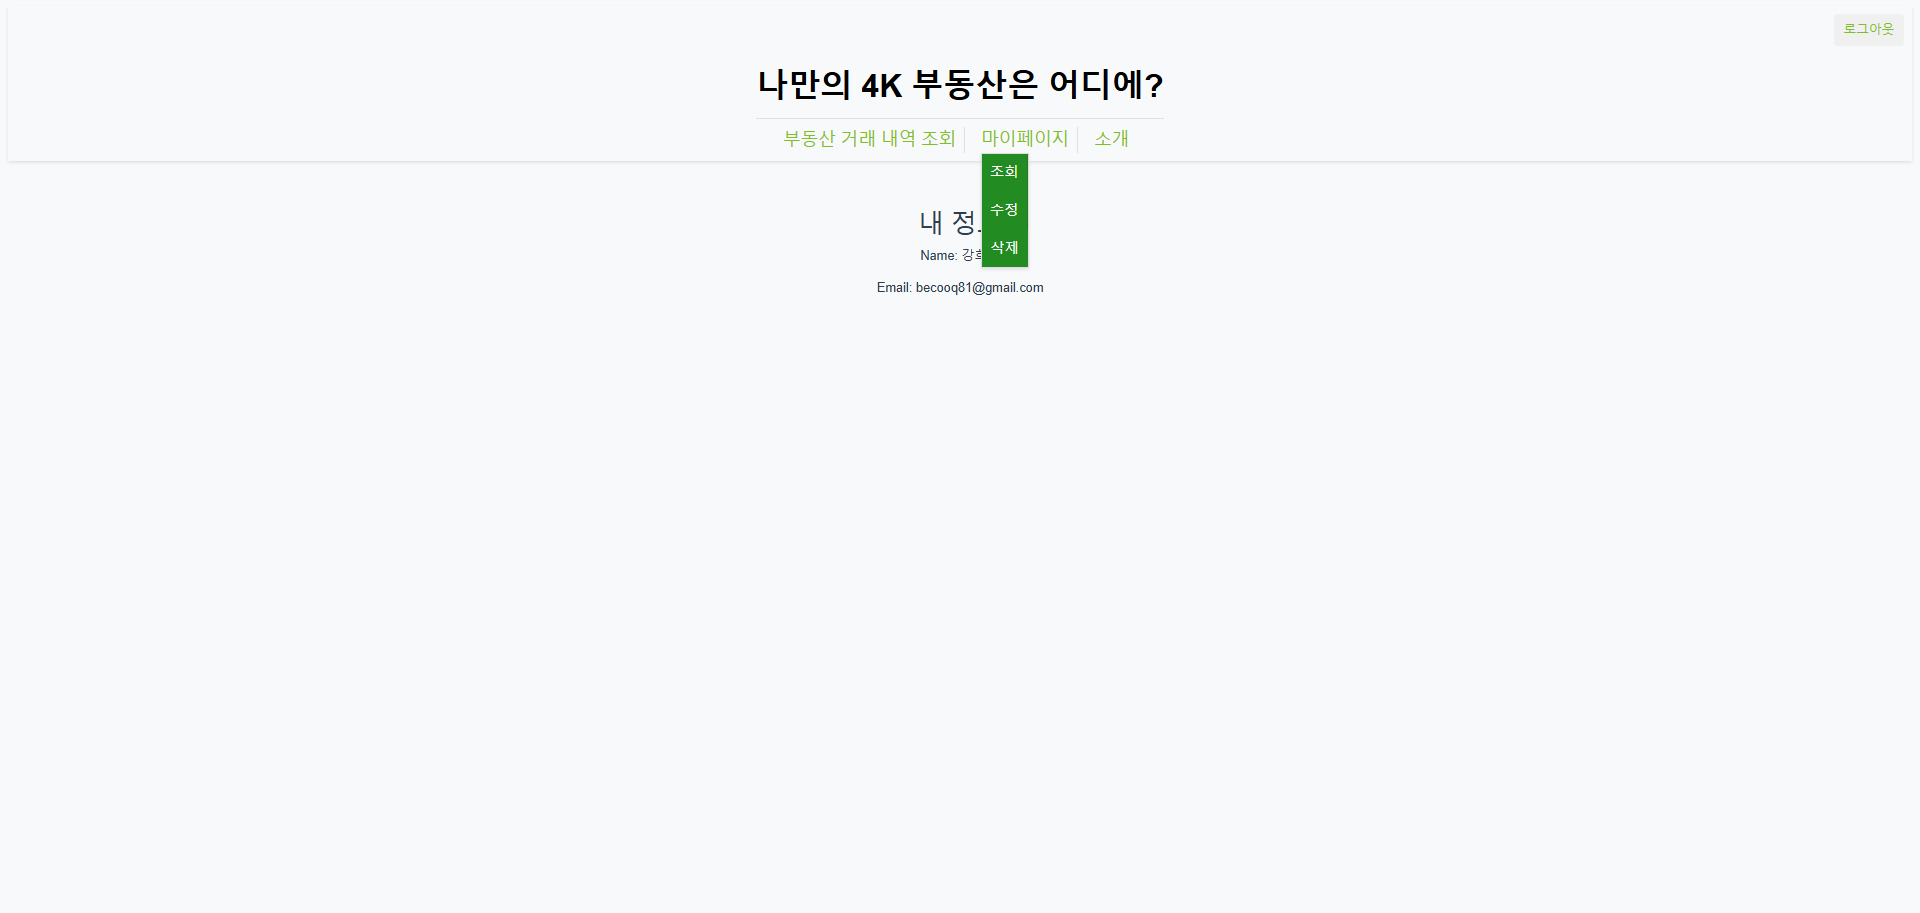 로그아웃
나만의 4K 부동산은 어디에?
부동산 거래 내역 조회 마이페이지 소개
조회
수정
내 정
삭제
Name: 강
Email: becooq81@gmail.com